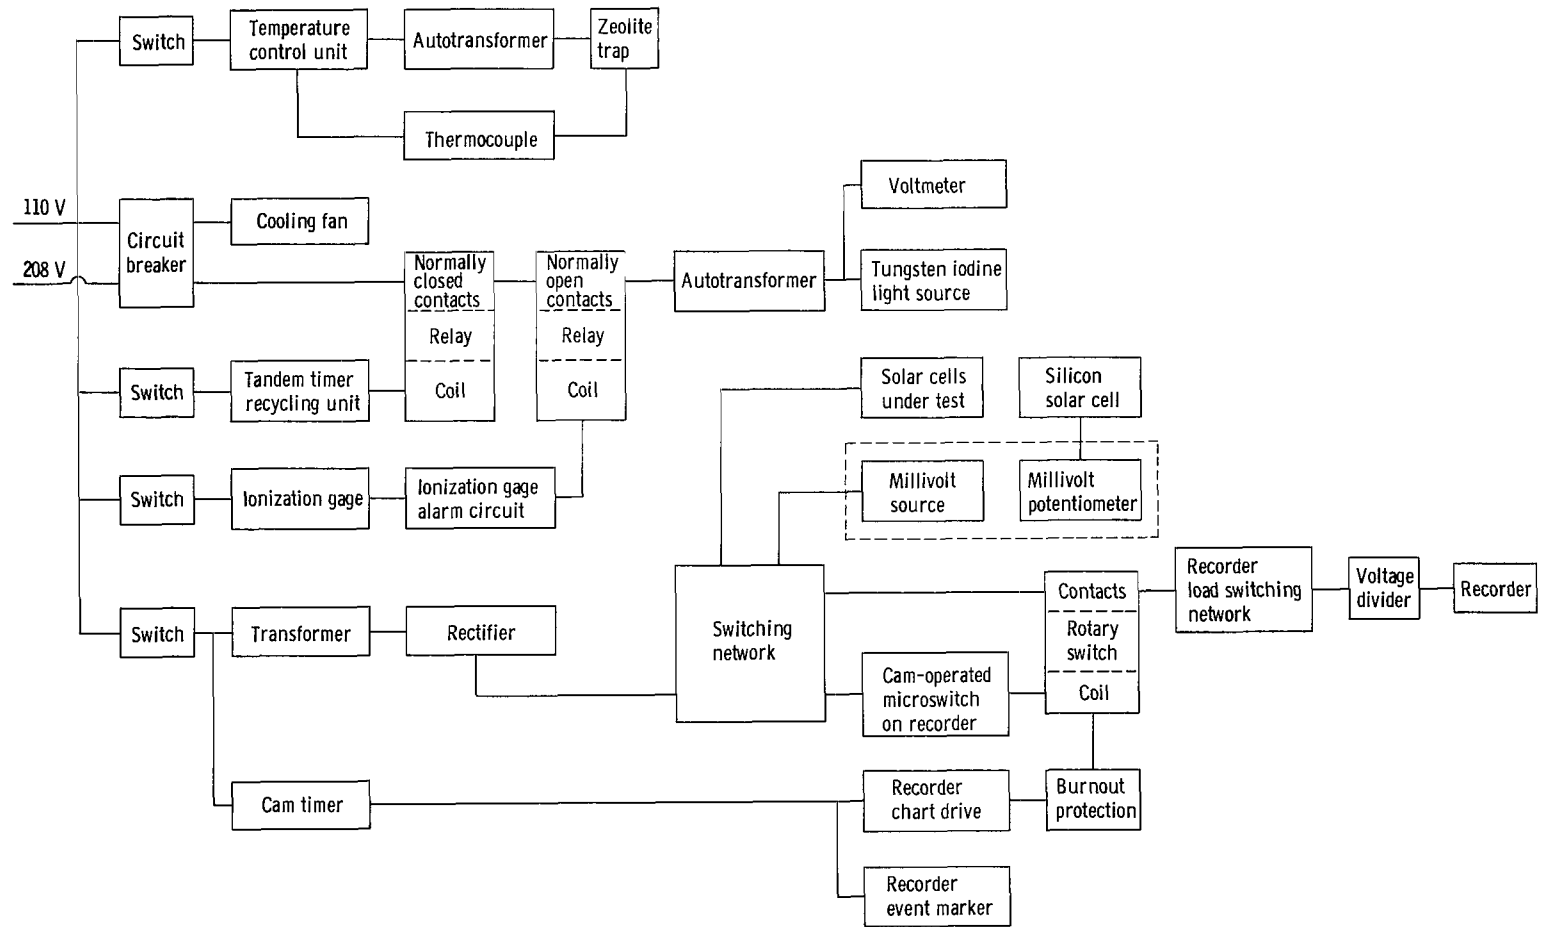 Switch
Temperature
control unit
Autotransformer
Zeolite
trap
Thermocouple
110 V
208 V
Circuit
breaker
Cooling fan
Normally
closed
contacts
Relay
Coil
Normally
open
contacts
Relay
Coil
Autotransformer
Voltmeter
Tungsten iodine
light source
Switch
Tandem timer
recycling unit
Solar cells
under test
Silicon
solar cell
Switch
Ionization gage
Ionization gage
alarm circuit
Millivolt
source
Millivolt
potentiometer
Switch
Transformer
Rectifier
Switching
network
Contacts
Rotary
switch
Coil
Recorder
load switching
network
Voltage
divider
Recorder
Cam-operated
microswitch
on recorder
Cam timer
Recorder
chart drive
Burnout
protection
Recorder
event marker